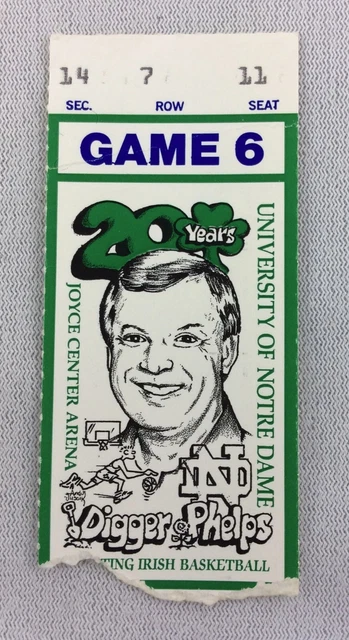 14 7 11
SEC. ROW SEAT
GAME 6
20 Years
UNIVERSITY OF NOTRE DAME
JOYCE CENTER ARENA
ND
Digger Phelps
TING IRISH BASKETBALL